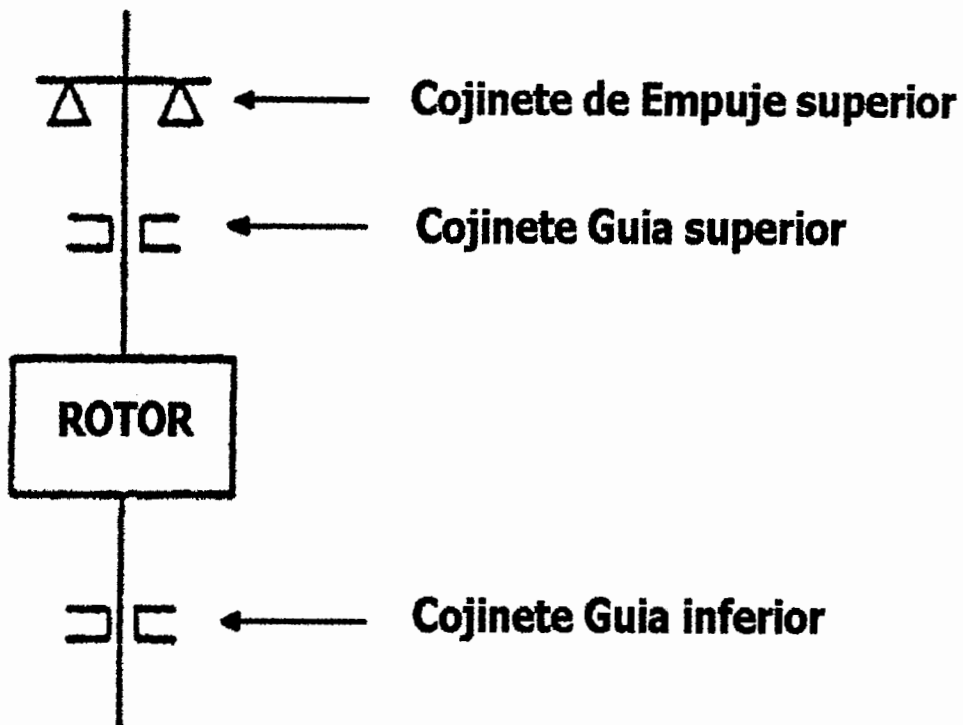 Cojinete de Empuje superior
Cojinete Guia superior
ROTOR
Cojinete Guia inferior